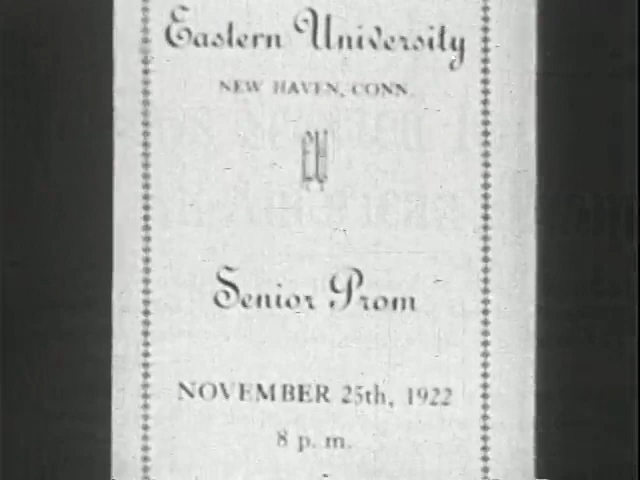 Eastern University
NEW HAVEN, CONN.
EU
Senior Prom
NOVEMBER 25th, 1922
8 p. m.